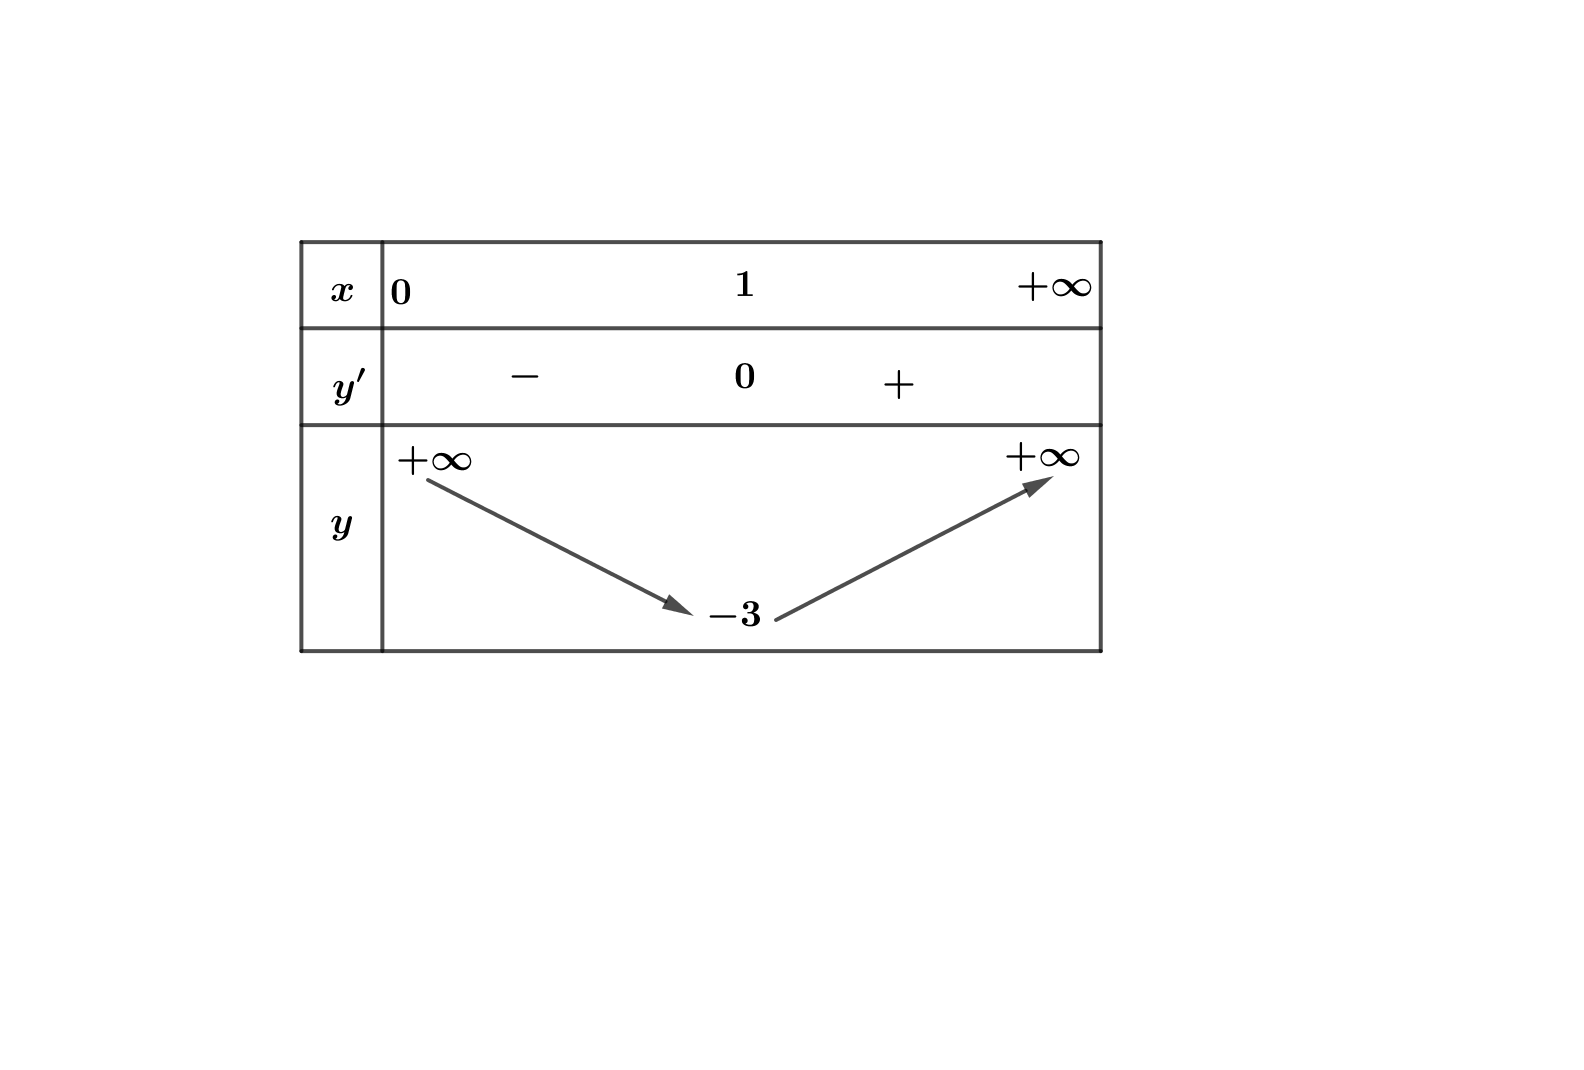 x 0 1 +∞
y′ − 0 +
+∞ +∞
y
−3